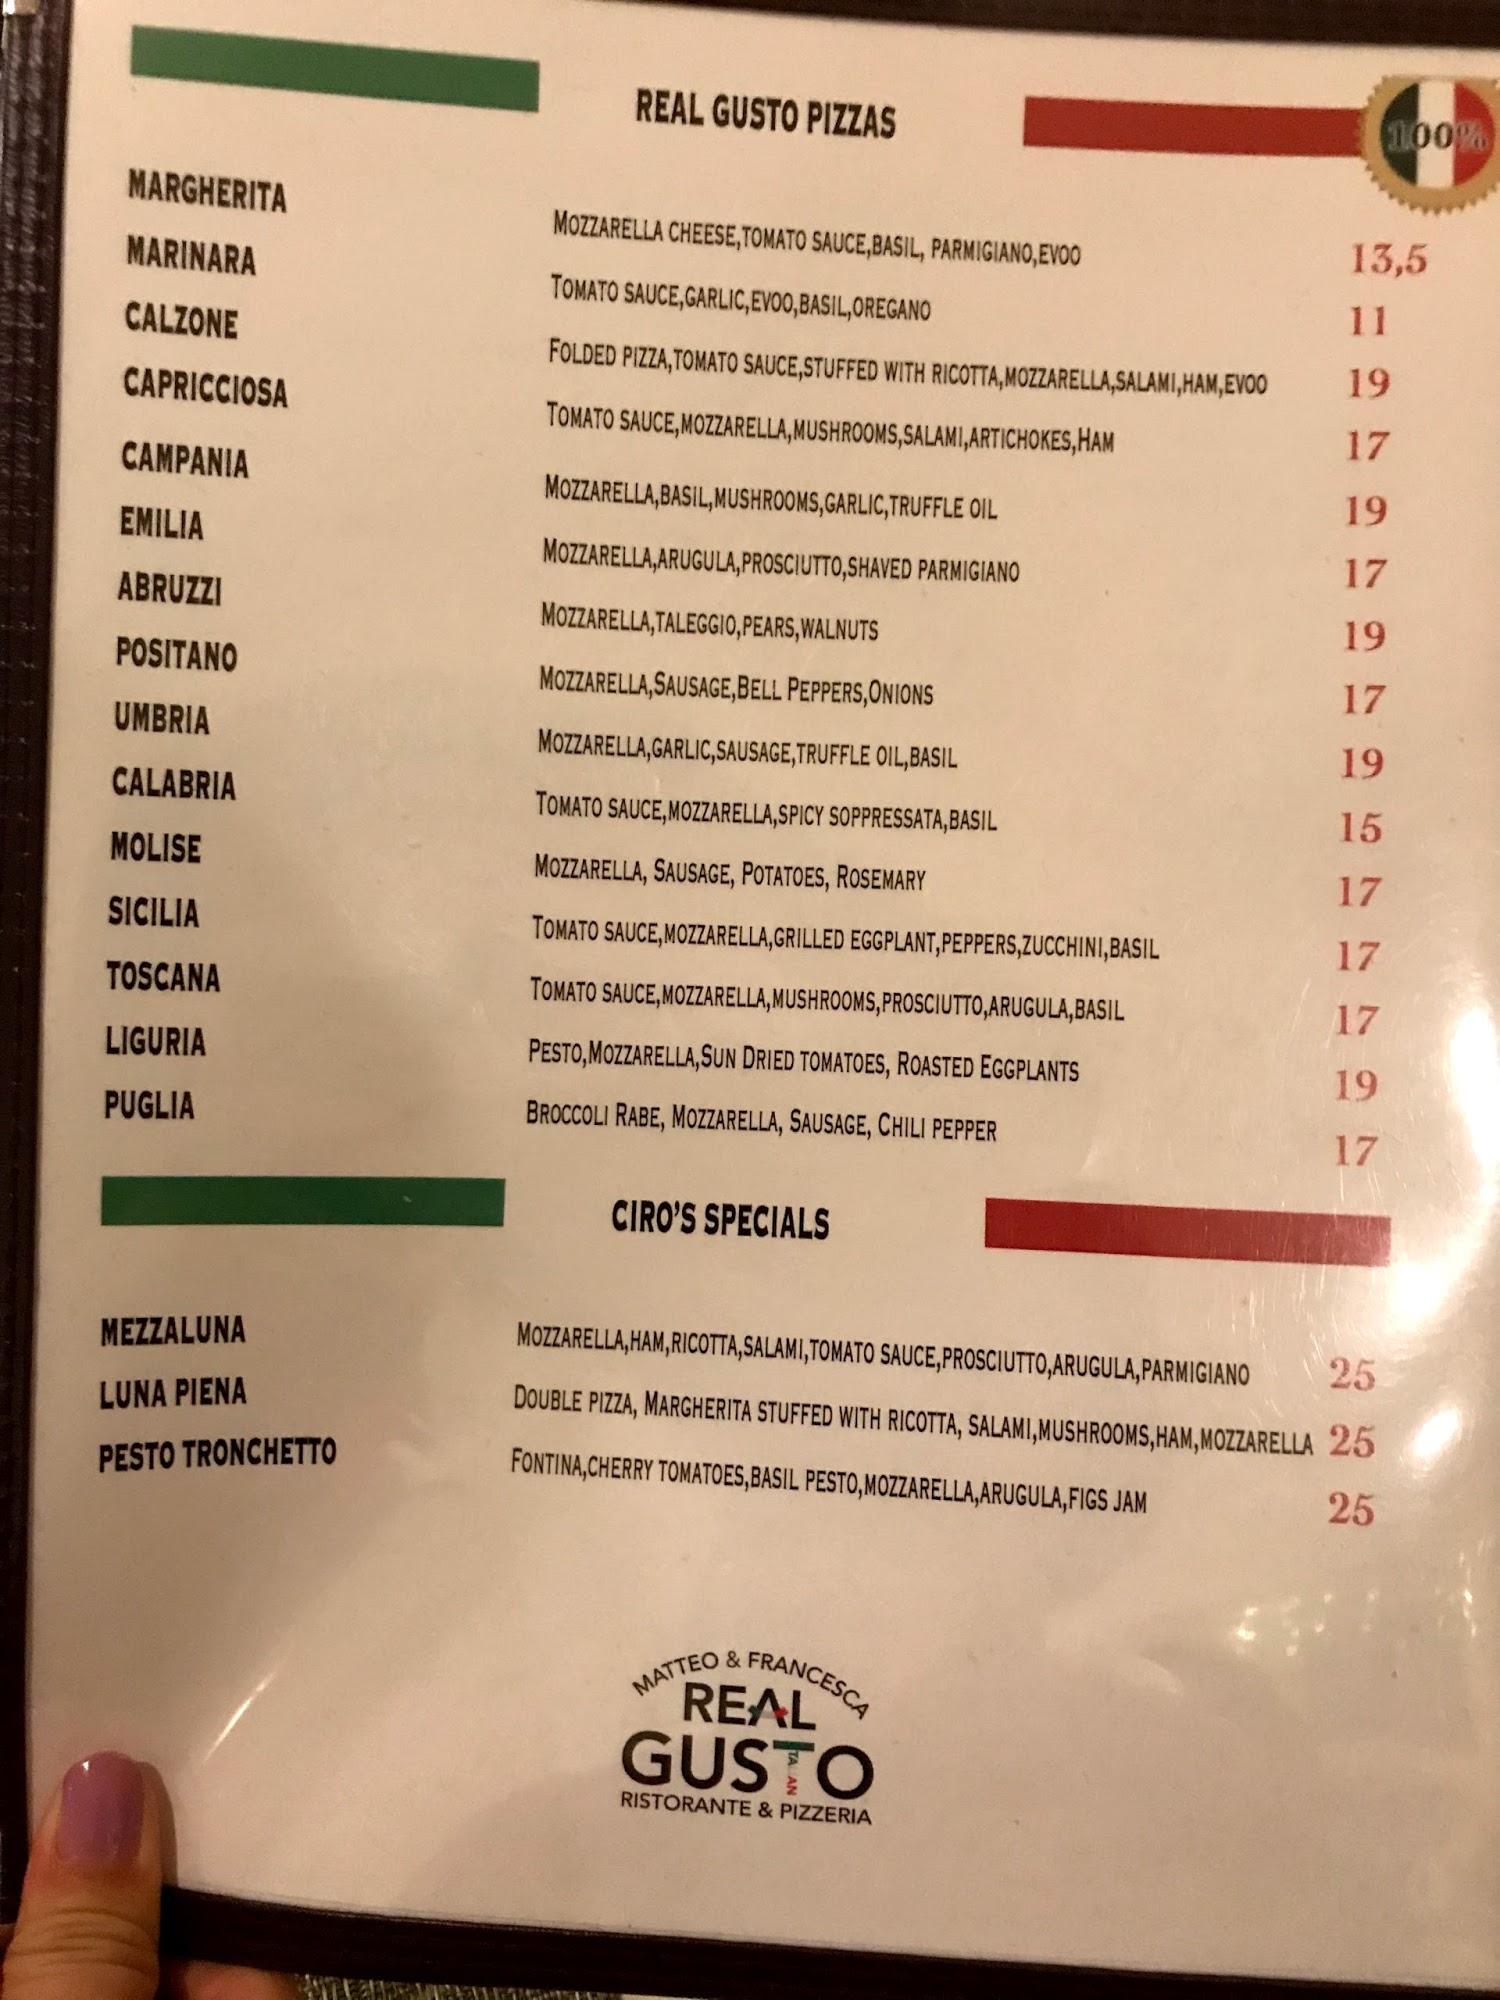 REAL GUSTO PIZZAS
100%
MARGHERITA MOZZARELLA CHEESE,TOMATO SAUCE,BASIL, PARMIGIANO,EVOO 13,5
MARINARA TOMATO SAUCE,GARLIC,EVOO,BASIL,OREGANO 11
CALZONE FOLDED PIZZA,TOMATO SAUCE,STUFFED WITH RICOTTA,MOZZARELLA,SALAMI,HAM,EVOO 19
CAPRICCIOSA TOMATO SAUCE,MOZZARELLA,MUSHROOMS,SALAMI,ARTICHOKES,HAM 17
CAMPANIA MOZZARELLA,BASIL,MUSHROOMS,GARLIC,TRUFFLE OIL 19
EMILIA MOZZARELLA,ARUGULA,PROSCIUTTO,SHAVED PARMIGIANO 17
ABRUZZI MOZZARELLA,TALEGGIO,PEARS,WALNUTS 19
POSITANO MOZZARELLA,SAUSAGE,BELL PEPPERS,ONIONS 17
UMBRIA MOZZARELLA,GARLIC,SAUSAGE,TRUFFLE OIL,BASIL 19
CALABRIA TOMATO SAUCE,MOZZARELLA,SPICY SOPPRESSATA,BASIL 15
MOLISE MOZZARELLA, SAUSAGE, POTATOES, ROSEMARY 17
SICILIA TOMATO SAUCE,MOZZARELLA,GRILLED EGGPLANT,PEPPERS,ZUCCHINI,BASIL 17
TOSCANA TOMATO SAUCE,MOZZARELLA,MUSHROOMS,PROSCIUTTO,ARUGULA,BASIL 17
LIGURIA PESTO,MOZZARELLA,SUN DRIED TOMATOES, ROASTED EGGPLANTS 19
PUGLIA BROCCOLI RABE, MOZZARELLA, SAUSAGE, CHILI PEPPER 17
CIRO'S SPECIALS
MEZZALUNA MOZZARELLA,HAM,RICOTTA,SALAMI,TOMATO SAUCE,PROSCIUTTO,ARUGULA,PARMIGIANO 25
LUNA PIENA DOUBLE PIZZA, MARGHERITA STUFFED WITH RICOTTA, SALAMI,MUSHROOMS,HAM,MOZZARELLA 25
PESTO TRONCHETTO FONTINA,CHERRY TOMATOES,BASIL PESTO,MOZZARELLA,ARUGULA,FIGS JAM 25
MATTEO & FRANCESCA
REAL
GUSTO
RISTORANTE & PIZZERIA